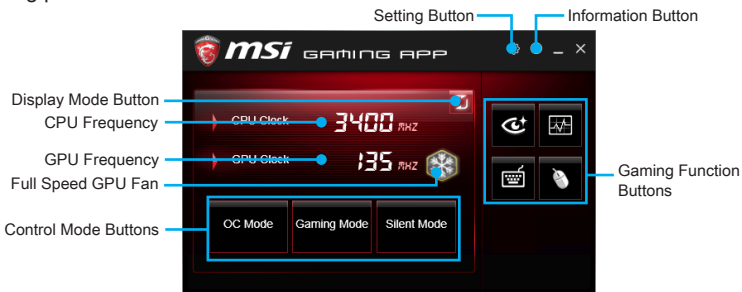 Setting Button
Information Button
msi GAMING APP
Display Mode Button
CPU Frequency
CPU Clock
3400 MHZ
GPU Frequency
GPU Clock
135 MHZ
Full Speed GPU Fan
Gaming Function
Buttons
Control Mode Buttons
OC Mode
Gaming Mode
Silent Mode